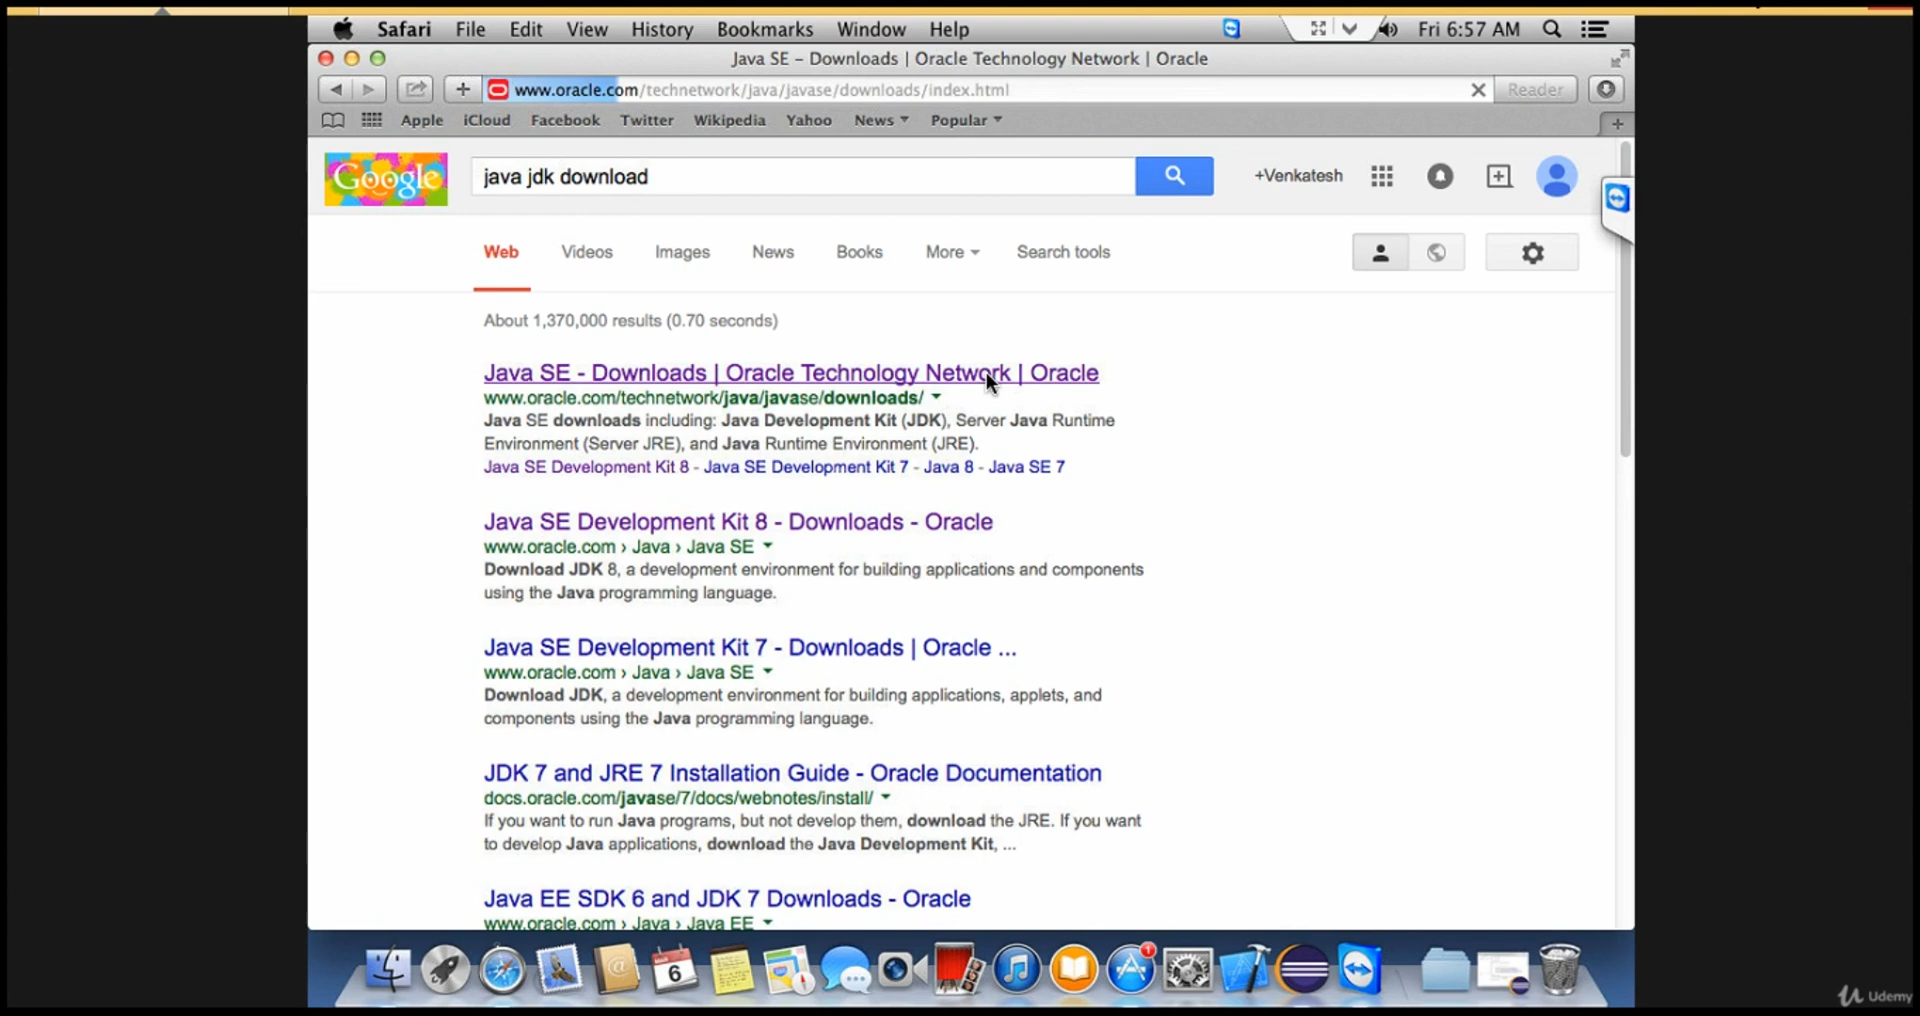 Safari File Edit View History Bookmarks Window Help Fri 6:57 AM
Java SE – Downloads | Oracle Technology Network | Oracle
www.oracle.com/technetwork/java/javase/downloads/index.html Reader
Apple iCloud Facebook Twitter Wikipedia Yahoo News Popular
Google java jdk download +Venkatesh
Web Videos Images News Books More Search tools
About 1,370,000 results (0.70 seconds)
Java SE - Downloads | Oracle Technology Network | Oracle
www.oracle.com/technetwork/java/javase/downloads/
Java SE downloads including: Java Development Kit (JDK), Server Java Runtime
Environment (Server JRE), and Java Runtime Environment (JRE).
Java SE Development Kit 8 - Java SE Development Kit 7 - Java 8 - Java SE 7
Java SE Development Kit 8 - Downloads - Oracle
www.oracle.com › Java › Java SE
Download JDK 8, a development environment for building applications and components
using the Java programming language.
Java SE Development Kit 7 - Downloads | Oracle ...
www.oracle.com › Java › Java SE
Download JDK, a development environment for building applications, applets, and
components using the Java programming language.
JDK 7 and JRE 7 Installation Guide - Oracle Documentation
docs.oracle.com/javase/7/docs/webnotes/install/
If you want to run Java programs, but not develop them, download the JRE. If you want
to develop Java applications, download the Java Development Kit, ...
Java EE SDK 6 and JDK 7 Downloads - Oracle
www.oracle.com › Java › Java EE
6
1
Udemy